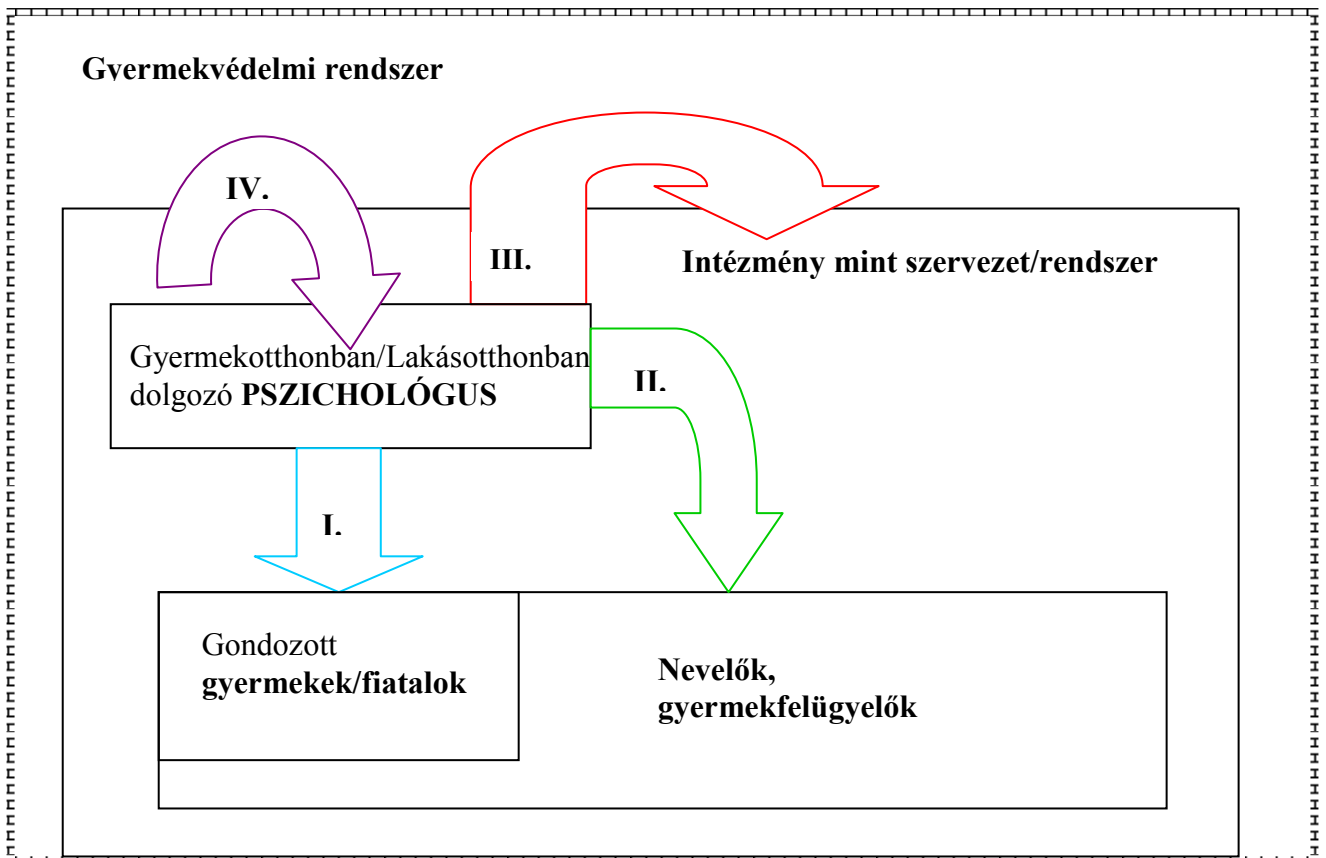 Gyermekvédelmi rendszer
IV.
III.
Intézmény mint szervezet/rendszer
Gyermekotthonban/Lakásotthonban
dolgozó PSZICHOLÓGUS
II.
I.
Gondozott
gyermekek/fiatalok
Nevelők,
gyermekfelügyelők